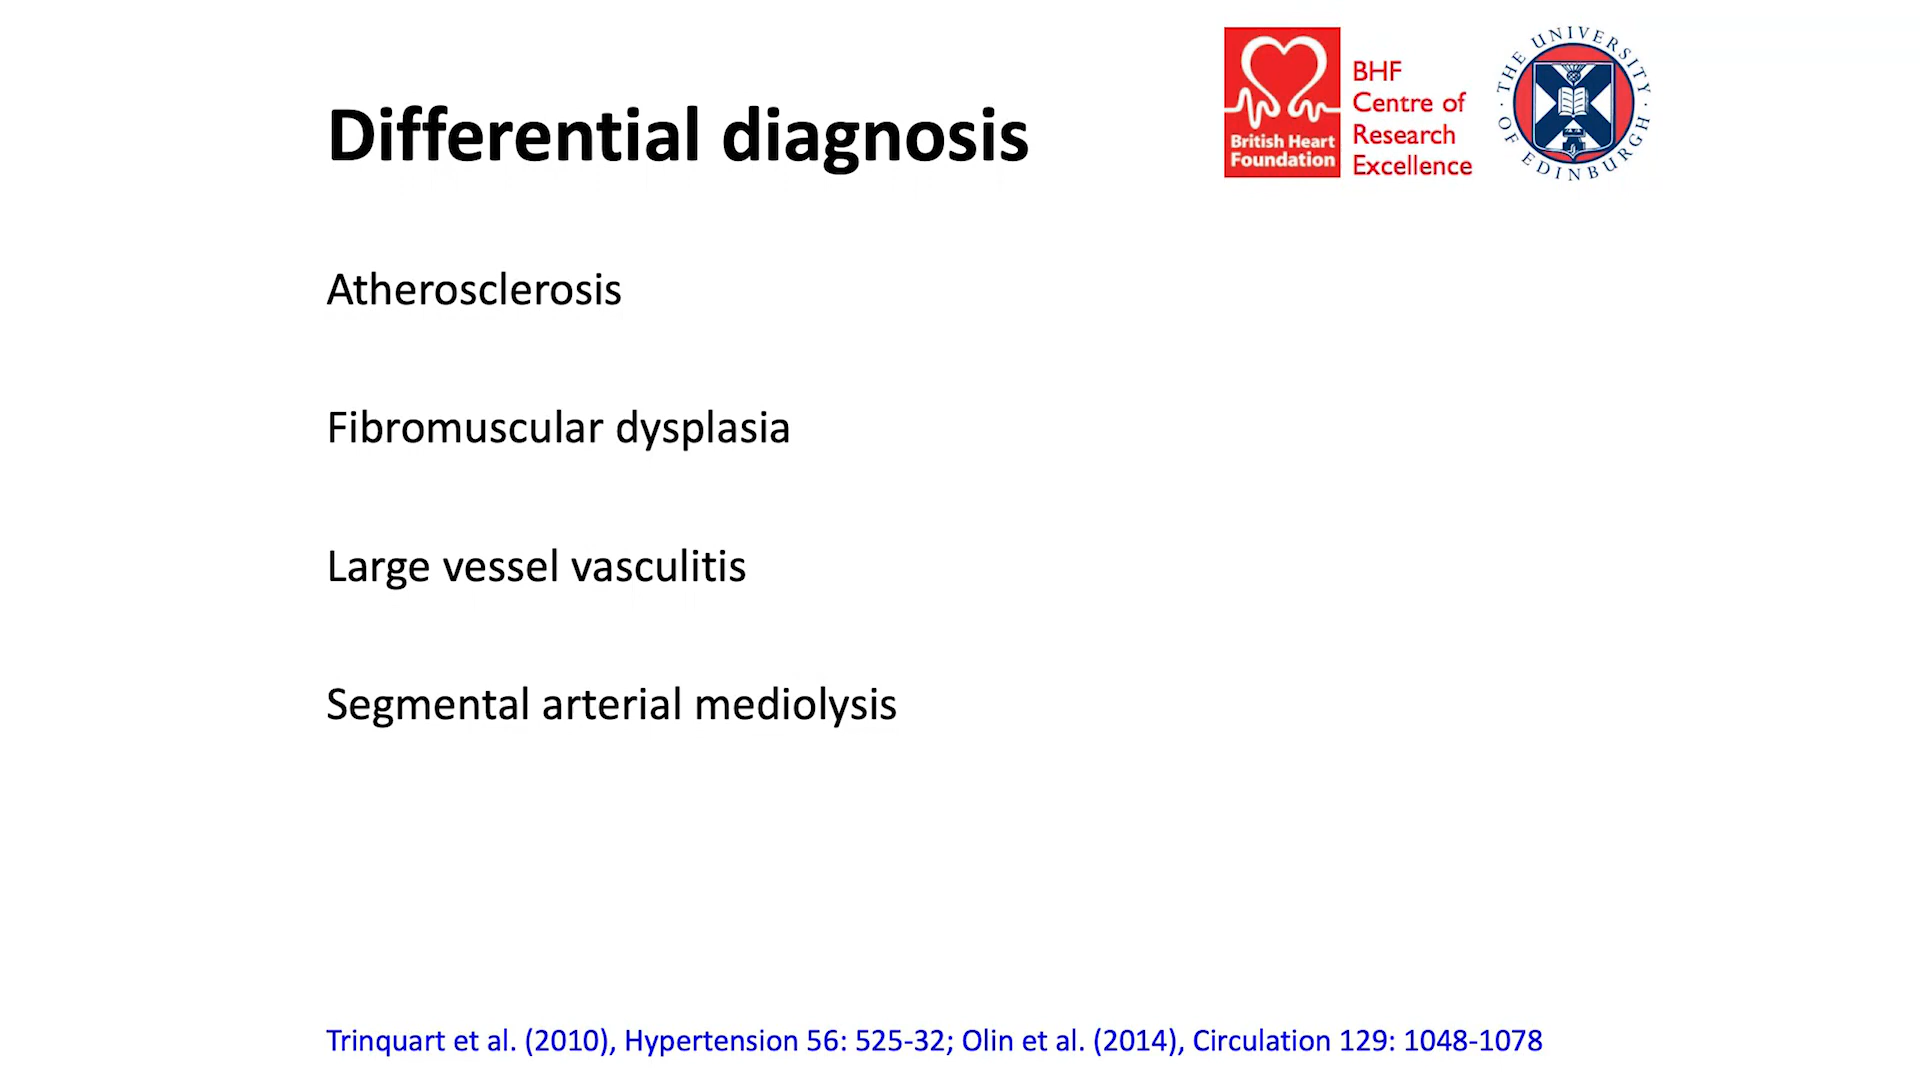 Differential diagnosis
British Heart
Foundation
BHF
Centre of
Research
Excellence
THE UNIVERSITY OF EDINBURGH
Atherosclerosis
Fibromuscular dysplasia
Large vessel vasculitis
Segmental arterial mediolysis
Trinquart et al. (2010), Hypertension 56: 525-32; Olin et al. (2014), Circulation 129: 1048-1078